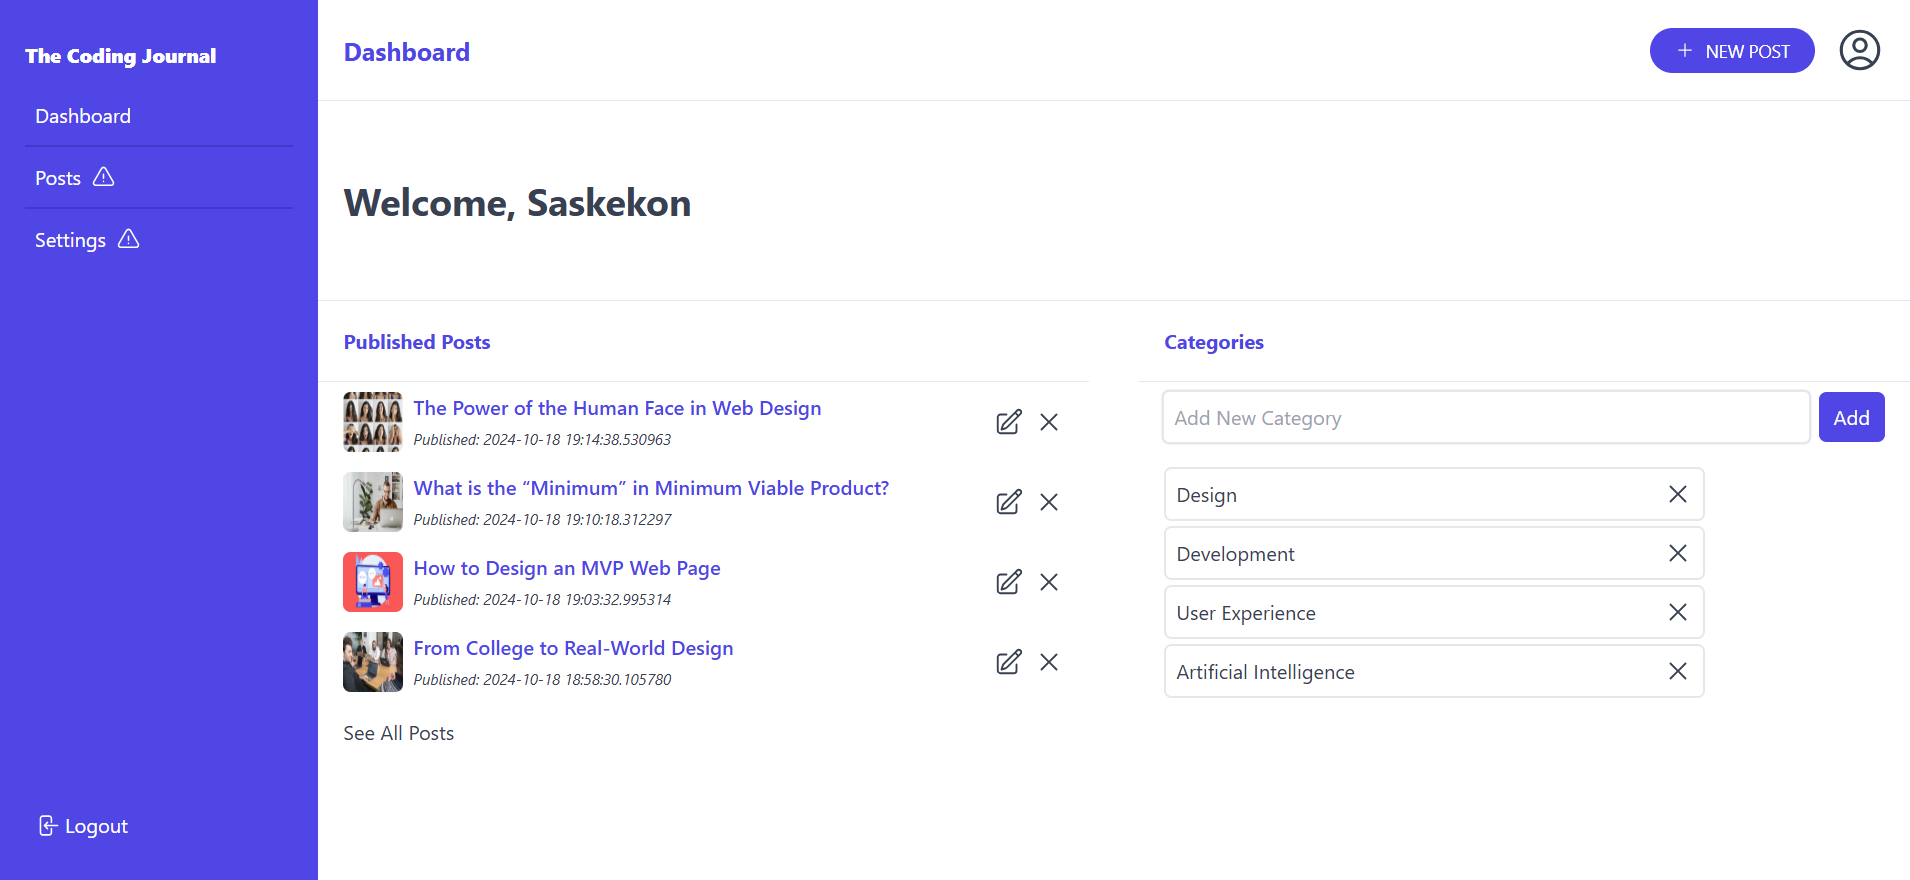 The Coding Journal
Dashboard
Posts
Settings
Logout
Dashboard
NEW POST
Welcome, Saskekon
Published Posts
The Power of the Human Face in Web Design
Published: 2024-10-18 19:14:38.530963
What is the “Minimum” in Minimum Viable Product?
Published: 2024-10-18 19:10:18.312297
How to Design an MVP Web Page
Published: 2024-10-18 19:03:32.995314
From College to Real-World Design
Published: 2024-10-18 18:58:30.105780
See All Posts
Categories
Add New Category
Add
Design
Development
User Experience
Artificial Intelligence